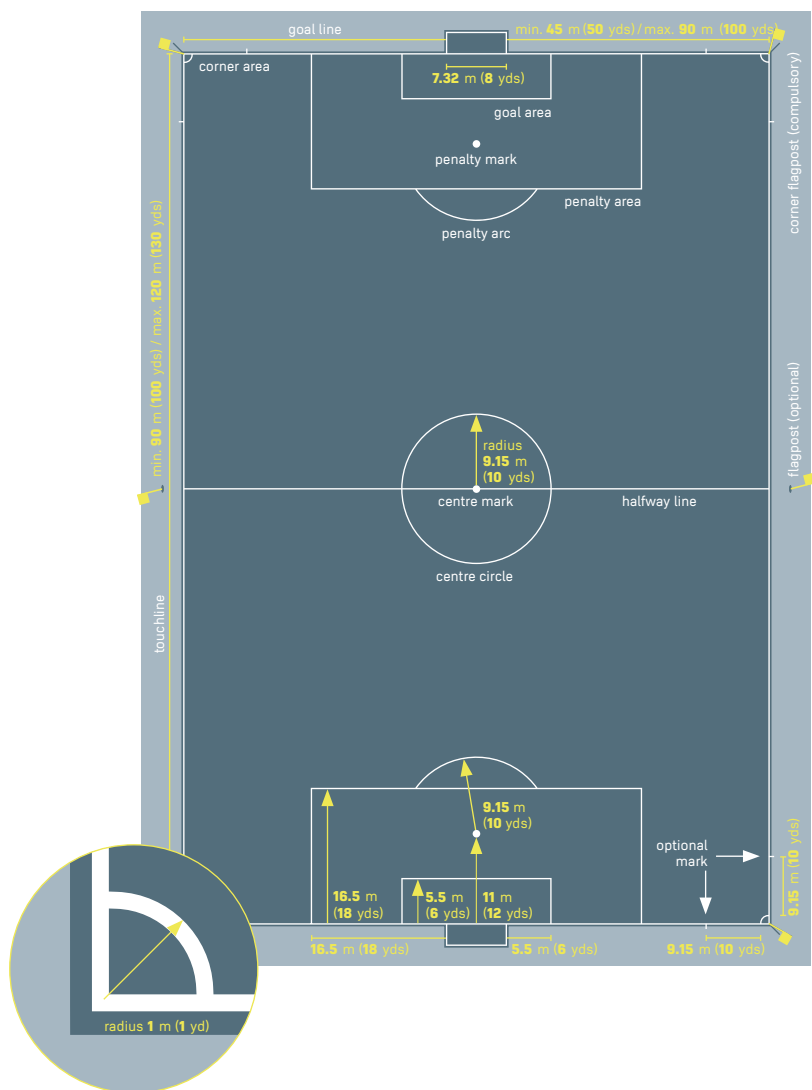 goal line
min. 45 m (50 yds) / max. 90 m (100 yds)
corner area
7.32 m (8 yds)
goal area
corner flagpost (compulsory)
penalty mark
penalty area
penalty arc
min. 90 m (100 yds) / max. 120 m (130 yds)
flagpost (optional)
radius
9.15 m
(10 yds)
centre mark
halfway line
centre circle
touchline
9.15 m
(10 yds)
optional
mark
9.15 m (10 yds)
16.5 m
(18 yds)
5.5 m
(6 yds)
11 m
(12 yds)
16.5 m (18 yds)
5.5 m (6 yds)
9.15 m (10 yds)
radius 1 m (1 yd)